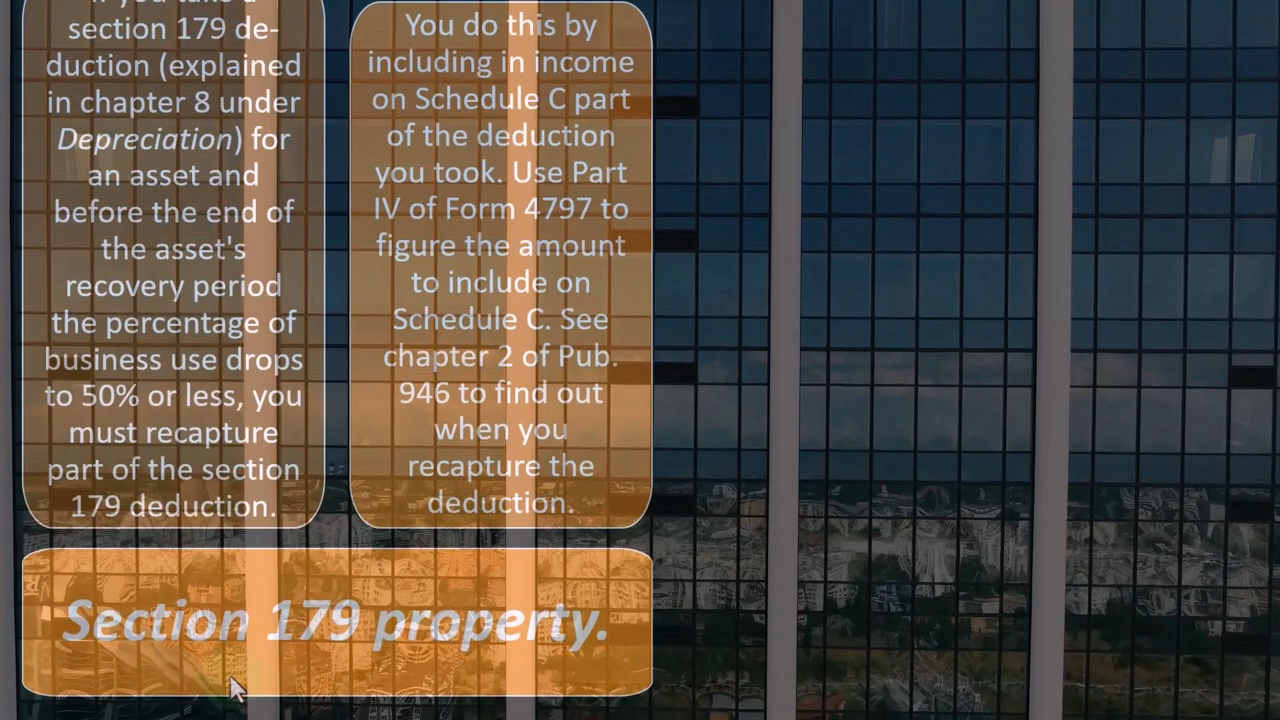 If you take a
section 179 de-
duction (explained
in chapter 8 under
Depreciation) for
an asset and
before the end of
the asset's
recovery period
the percentage of
business use drops
to 50% or less, you
must recapture
part of the section
179 deduction.
You do this by
including in income
on Schedule C part
of the deduction
you took. Use Part
IV of Form 4797 to
figure the amount
to include on
Schedule C. See
chapter 2 of Pub.
946 to find out
when you
recapture the
deduction.
Section 179 property.